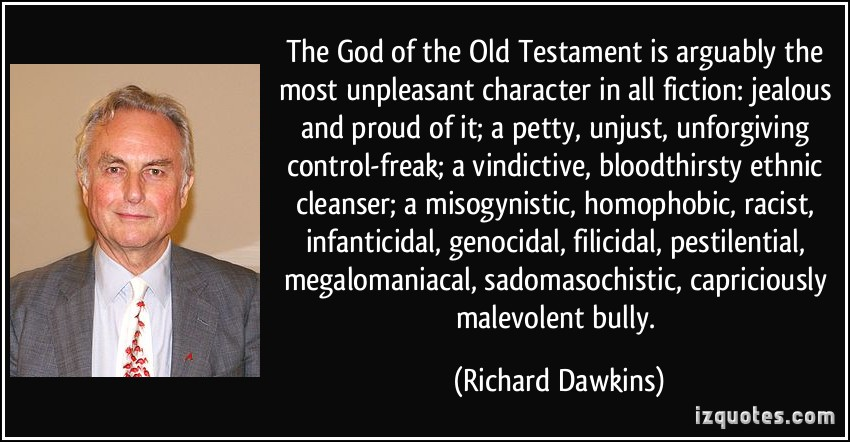 The God of the Old Testament is arguably the
most unpleasant character in all fiction: jealous
and proud of it; a petty, unjust, unforgiving
control-freak; a vindictive, bloodthirsty ethnic
cleanser; a misogynistic, homophobic, racist,
infanticidal, genocidal, filicidal, pestilential,
megalomaniacal, sadomasochistic, capriciously
malevolent bully.
(Richard Dawkins)
izquotes.com